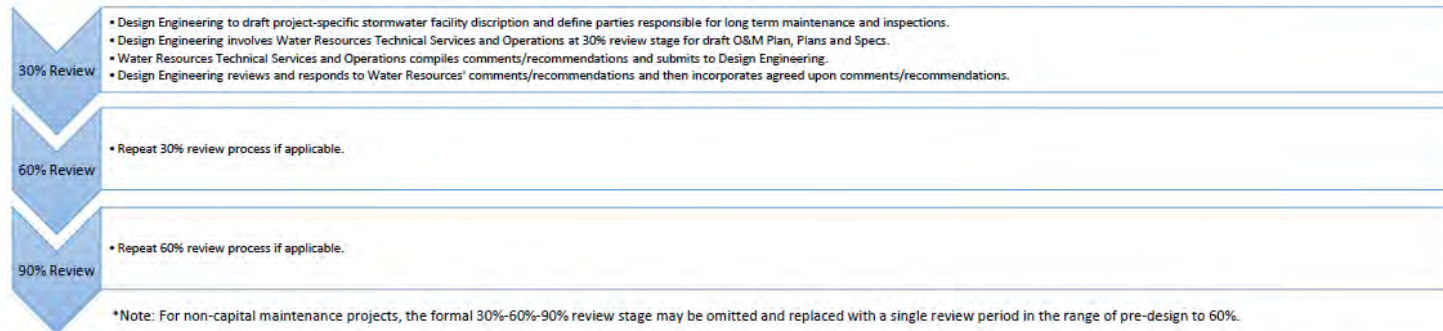 • Design Engineering to draft project-specific stormwater facility discription and define parties responsible for long term maintenance and inspections.
• Design Engineering involves Water Resources Technical Services and Operations at 30% review stage for draft O&M Plan, Plans and Specs.
• Water Resources Technical Services and Operations compiles comments/recommendations and submits to Design Engineering.
• Design Engineering reviews and responds to Water Resources' comments/recommendations and then incorporates agreed upon comments/recommendations.
30% Review
• Repeat 30% review process if applicable.
60% Review
• Repeat 60% review process if applicable.
90% Review
*Note: For non-capital maintenance projects, the formal 30%-60%-90% review stage may be omitted and replaced with a single review period in the range of pre-design to 60%.